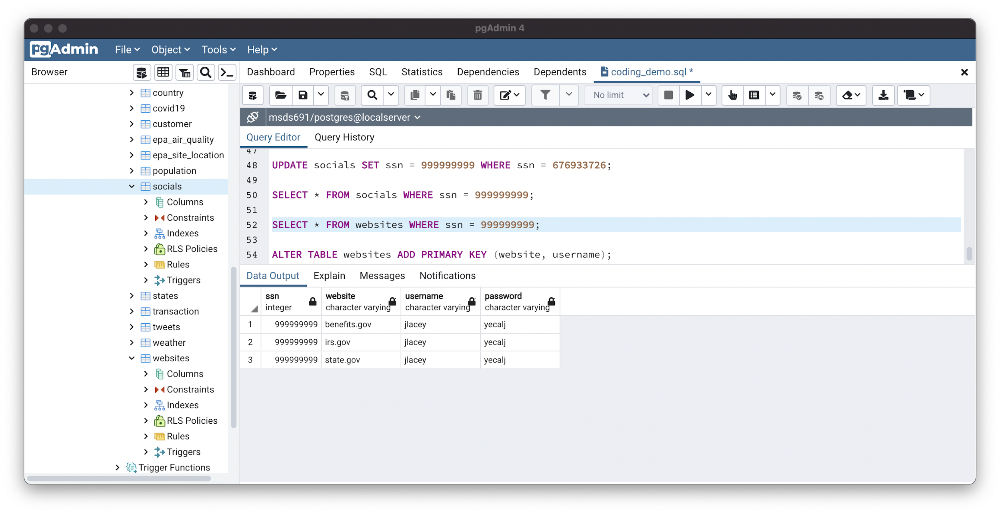 pgAdmin 4
pgAdmin File Object Tools Help
Browser
Dashboard Properties SQL Statistics Dependencies Dependents coding_demo.sql *
No limit
msds691/postgres@localserver
Query Editor Query History
country
covid19
customer
epa_air_quality
epa_site_location
population
socials
Columns
Constraints
Indexes
RLS Policies
Rules
Triggers
states
transaction
tweets
weather
websites
Columns
Constraints
Indexes
RLS Policies
Rules
Triggers
Trigger Functions
47
48 UPDATE socials SET ssn = 999999999 WHERE ssn = 676933726;
49
50 SELECT * FROM socials WHERE ssn = 999999999;
51
52 SELECT * FROM websites WHERE ssn = 999999999;
53
54 ALTER TABLE websites ADD PRIMARY KEY (website, username);
Data Output Explain Messages Notifications
ssn website username password
integer character varying character varying character varying
1 999999999 benefits.gov jlacey yecalj
2 999999999 irs.gov jlacey yecalj
3 999999999 state.gov jlacey yecalj